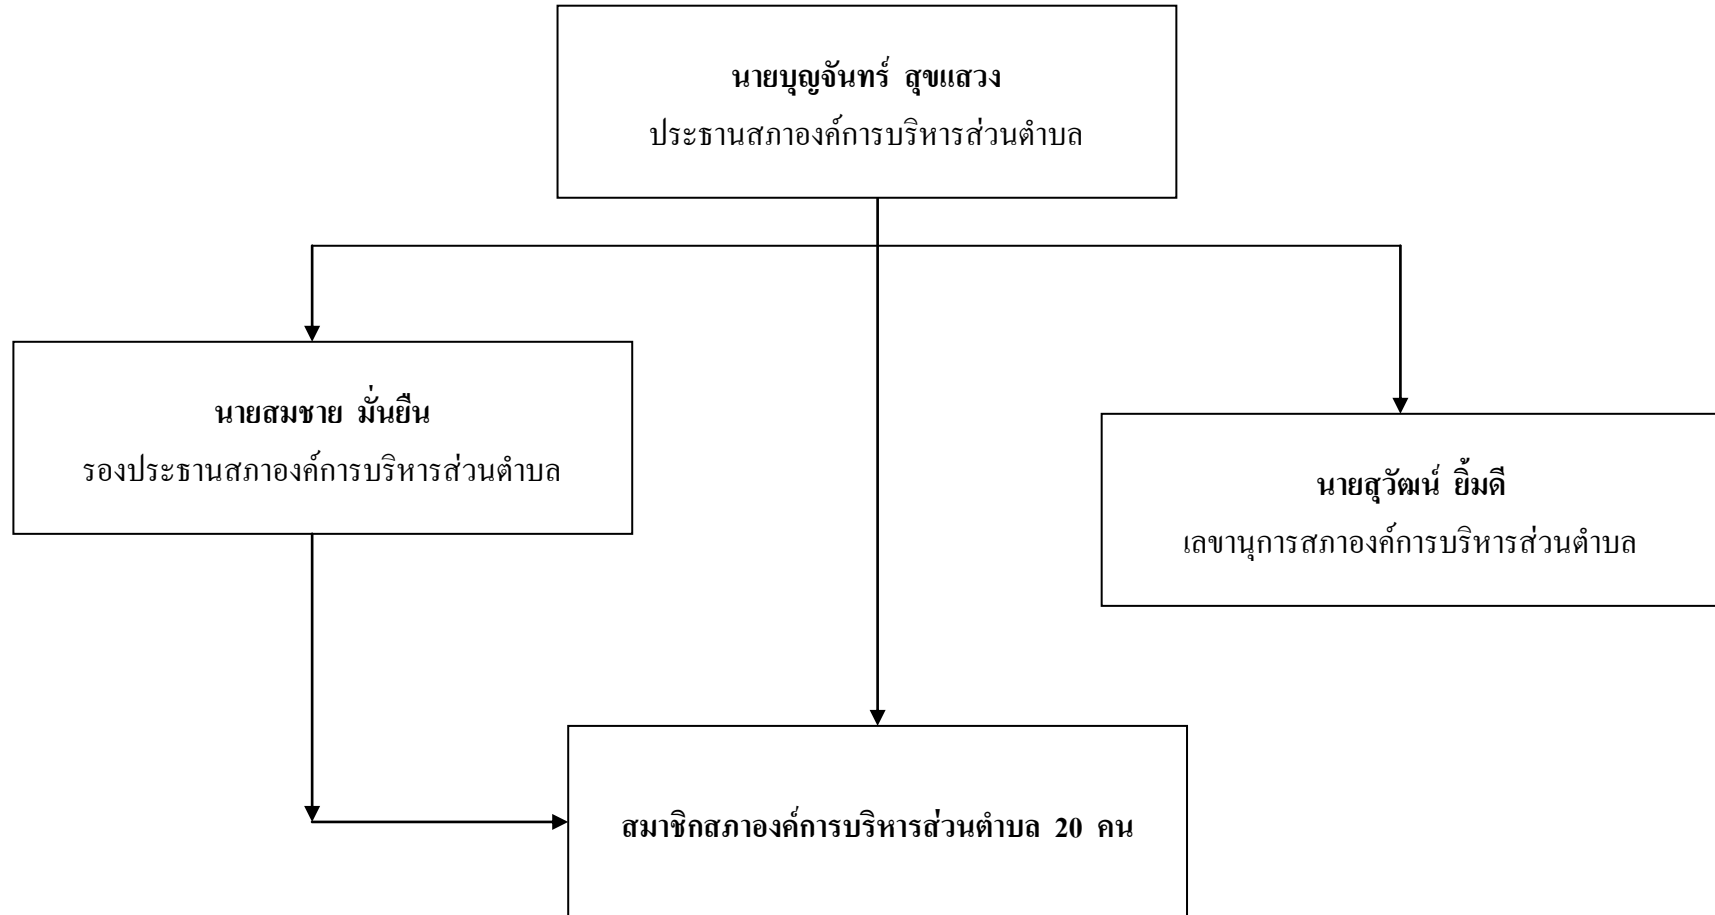 นายบุญจันทร์ สุขแสวง
ประธานสภาองค์การบริหารส่วนตำบล
นายสมชาย มั่นยืน
รองประธานสภาองค์การบริหารส่วนตำบล
นายสุวัฒน์ ยิ้มดี
เลขานุการสภาองค์การบริหารส่วนตำบล
สมาชิกสภาองค์การบริหารส่วนตำบล 20 คน